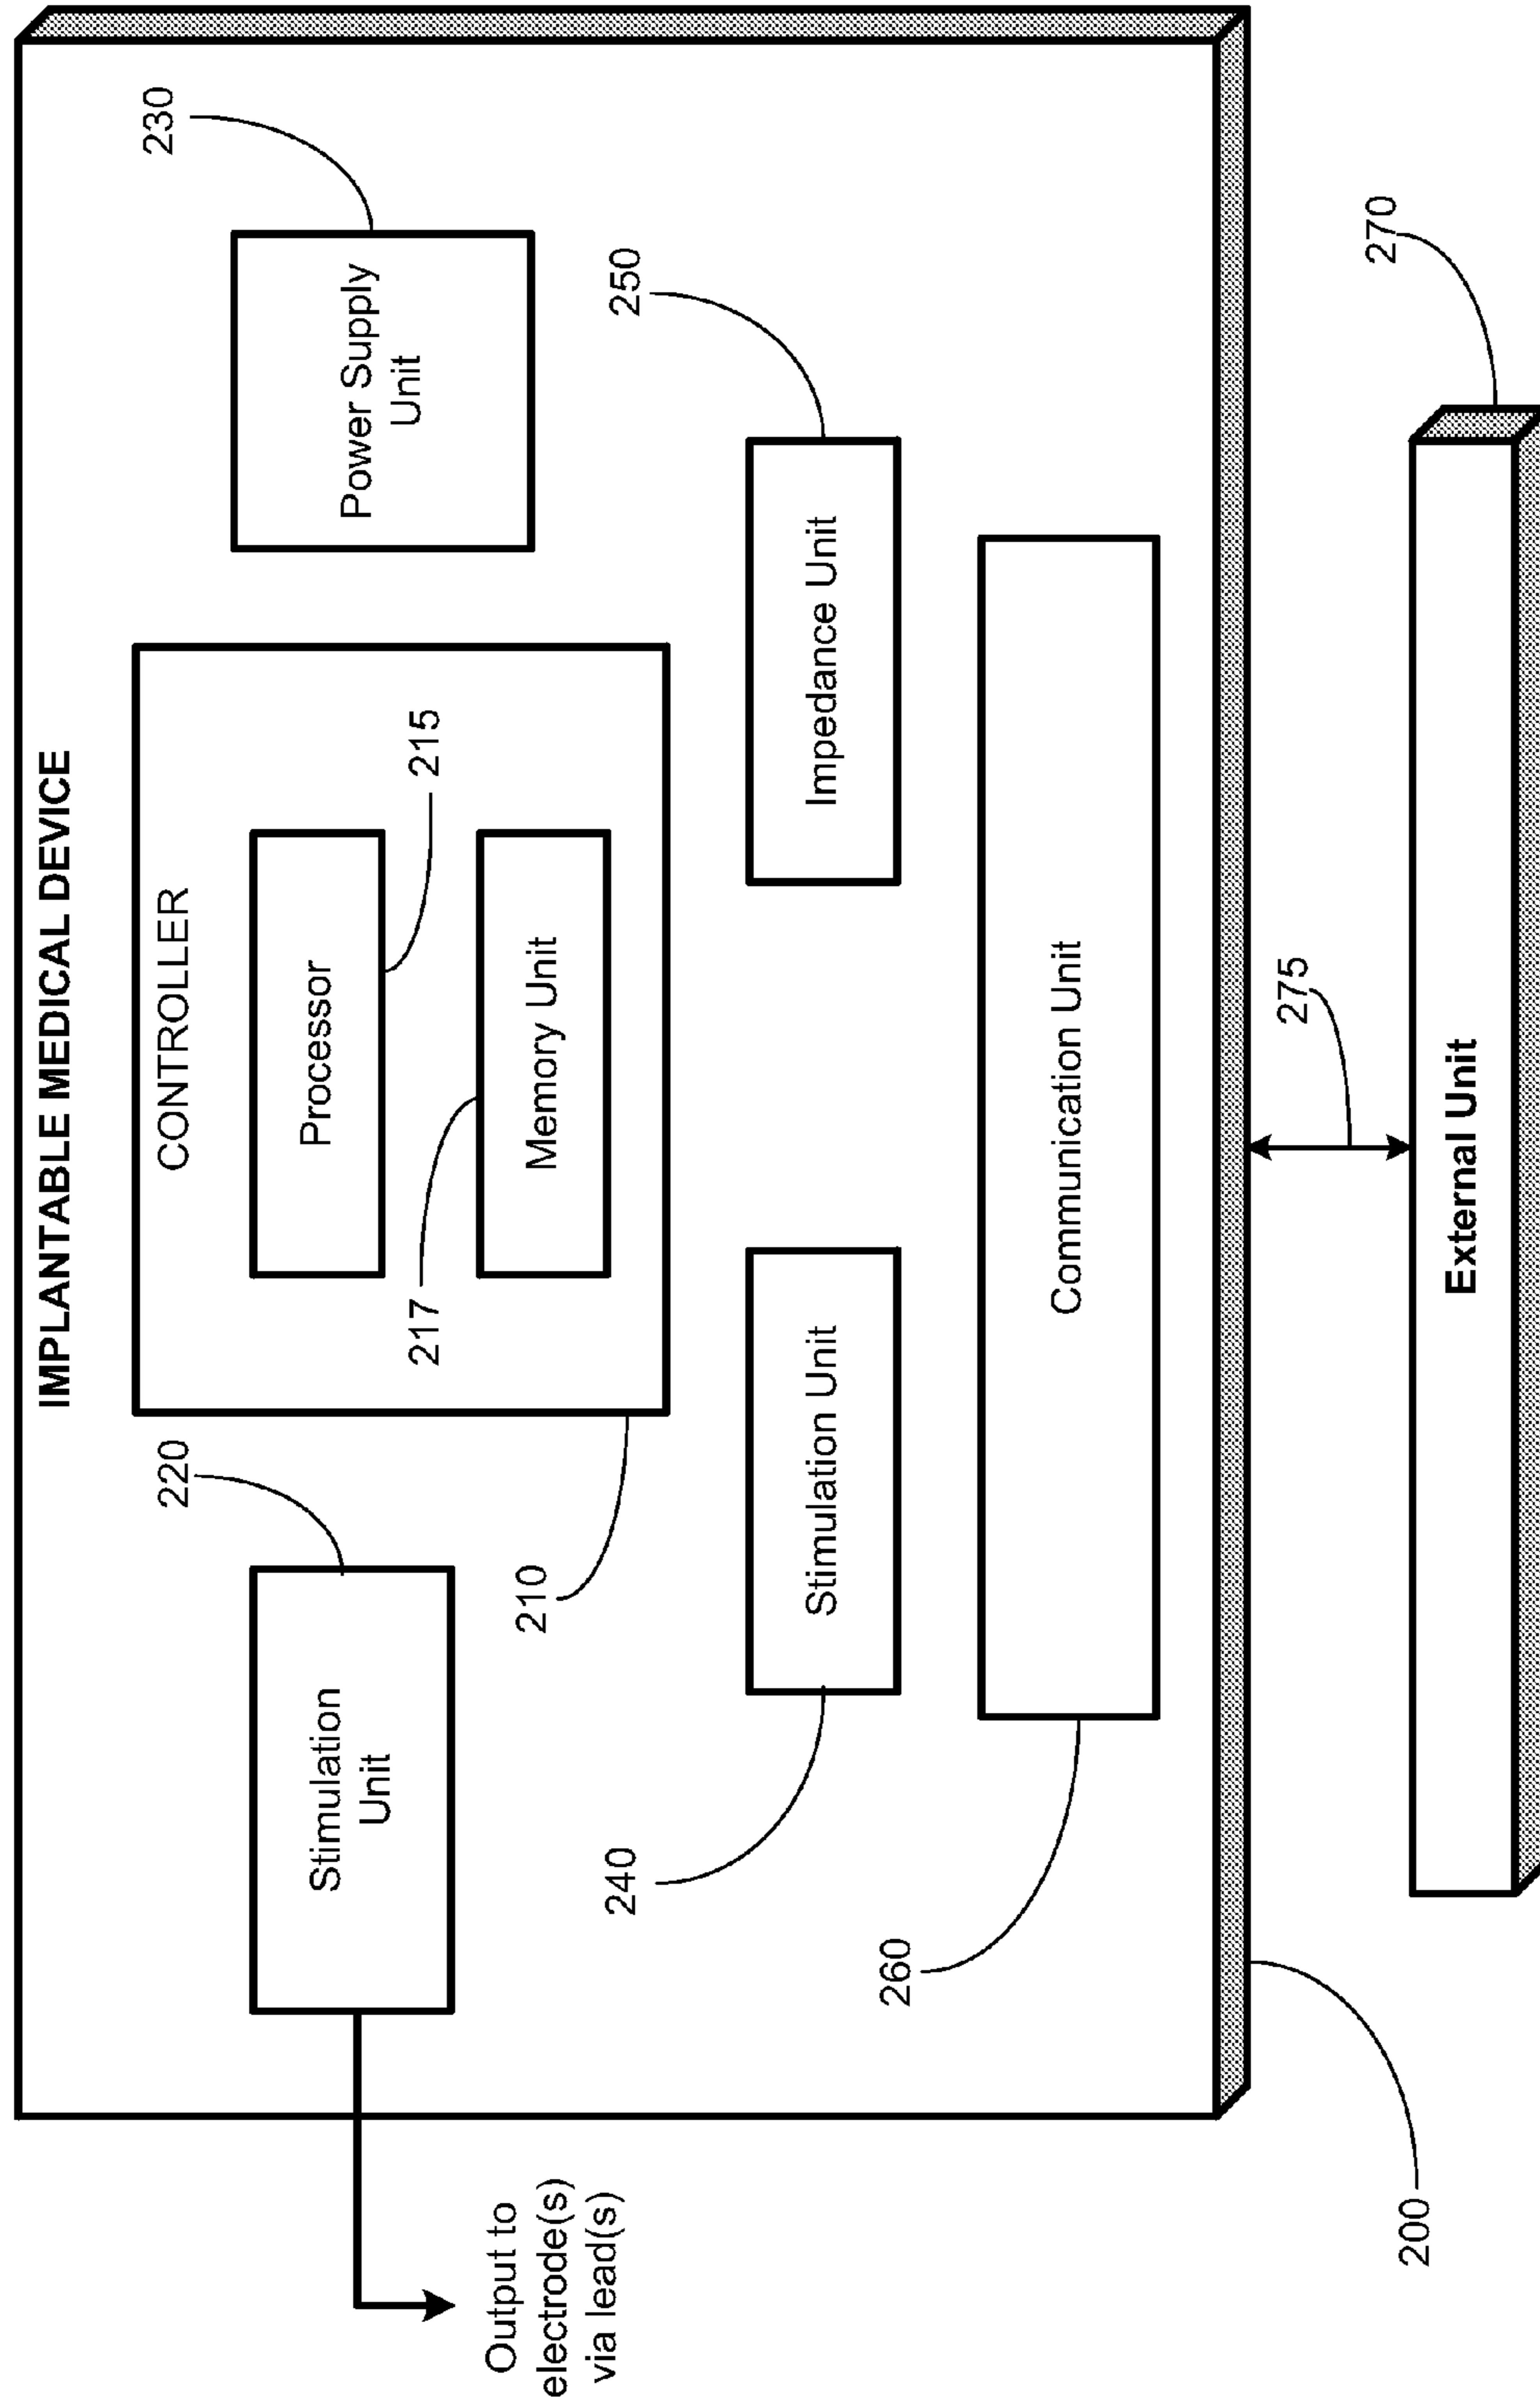 IMPLANTABLE MEDICAL DEVICE
220
CONTROLLER
230
Stimulation
Unit
Processor
Power Supply
Unit
217
215
Memory Unit
Output to
electrode(s)
via lead(s)
210
240
250
Stimulation Unit
Impedance Unit
260
Communication Unit
275
200
270
External Unit